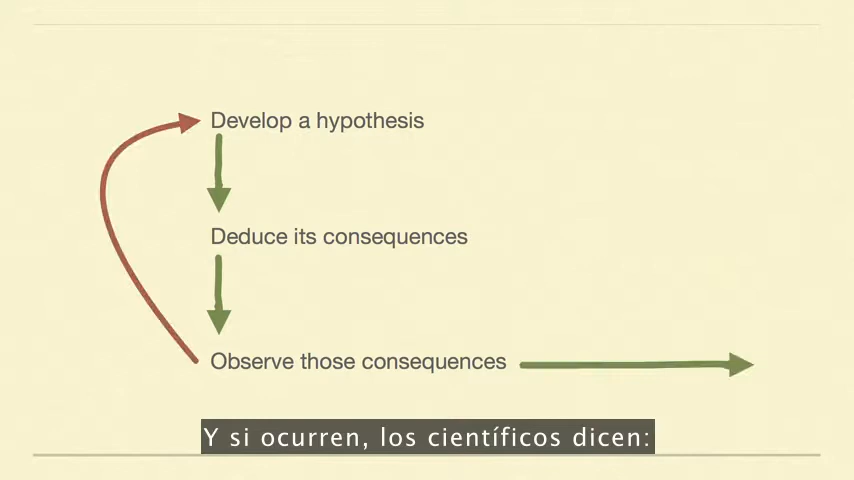 Develop a hypothesis
Deduce its consequences
Observe those consequences
Y si ocurren, los científicos dicen: